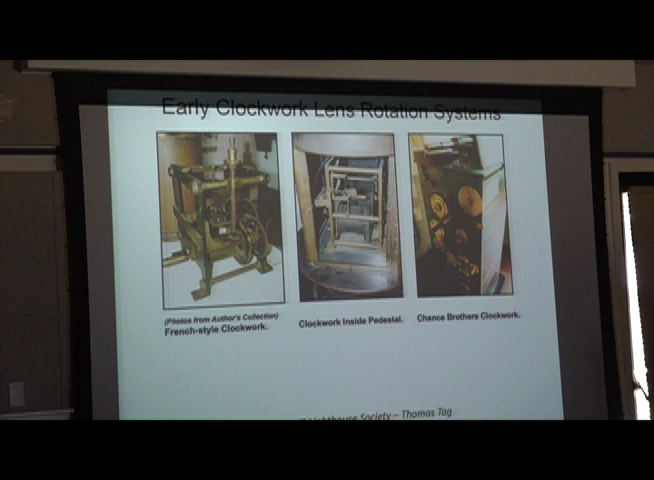 Early Clockwork Lens Rotation Systems
(Photos from Author's Collection)
French-style Clockwork.
Clockwork Inside Pedestal.
Chance Brothers Clockwork.
Lighthouse Society – Thomas Tag